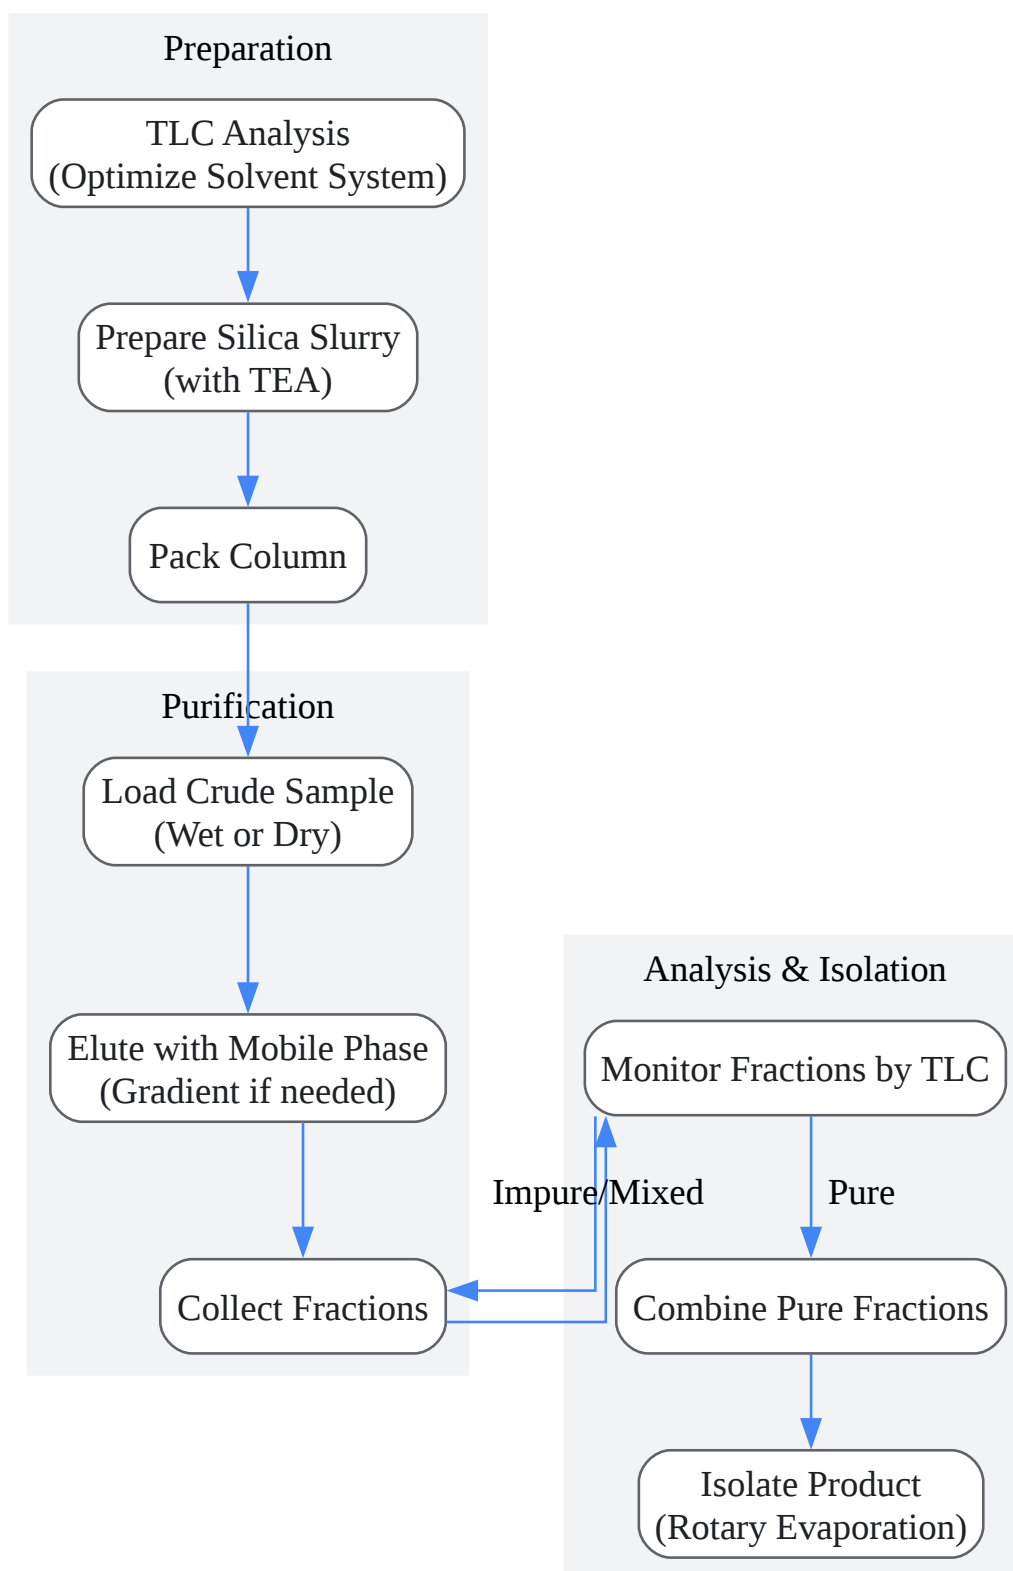 Preparation
TLC Analysis
(Optimize Solvent System)
Prepare Silica Slurry
(with TEA)
Pack Column
Purification
Load Crude Sample
(Wet or Dry)
Elute with Mobile Phase
(Gradient if needed)
Collect Fractions
Analysis & Isolation
Monitor Fractions by TLC
Impure/Mixed
Pure
Combine Pure Fractions
Isolate Product
(Rotary Evaporation)